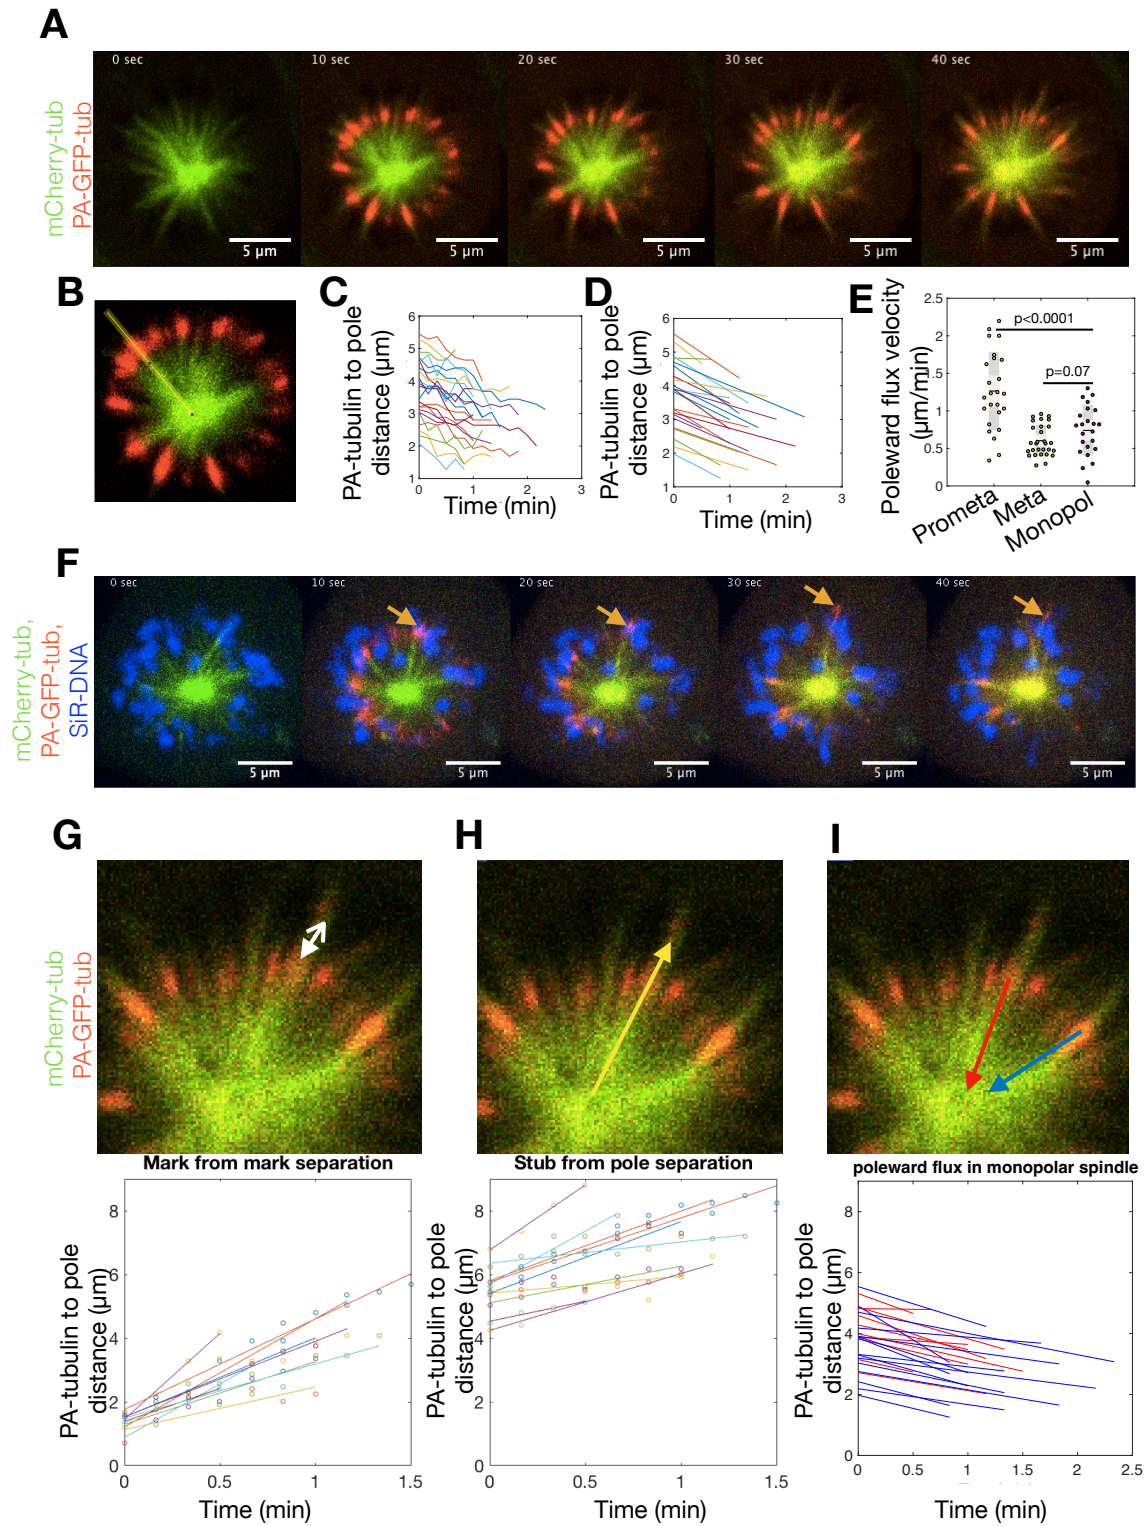 A
mCherry-tub
PA-GFP-tub
0 sec
10 sec
20 sec
30 sec
40 sec
5 µm
5 µm
5 µm
5 µm
5 µm
B
C
PA-tubulin to pole
distance (µm)
6
5
4
3
2
1
0
1
2
3
Time (min)
D
PA-tubulin to pole
distance (µm)
6
5
4
3
2
1
0
1
2
3
Time (min)
E
Poleward flux velocity
(µm/min)
2.5
2
1.5
1
0.5
0
p<0.0001
p=0.07
Prometa
Meta
Monopol
F
mCherry-tub,
PA-GFP-tub,
SiR-DNA
0 sec
10 sec
20 sec
30 sec
40 sec
5 µm
5 µm
5 µm
5 µm
5 µm
G
H
I
mCherry-tub
PA-GFP-tub
Mark from mark separation
PA-tubulin to pole
distance (µm)
8
6
4
2
0
0
0.5
1
1.5
Time (min)
Stub from pole separation
PA-tubulin to pole
distance (µm)
8
6
4
2
0
0
0.5
1
1.5
Time (min)
poleward flux in monopolar spindle
PA-tubulin to pole
distance (µm)
8
6
4
2
0
0
0.5
1
1.5
2
2.5
Time (min)